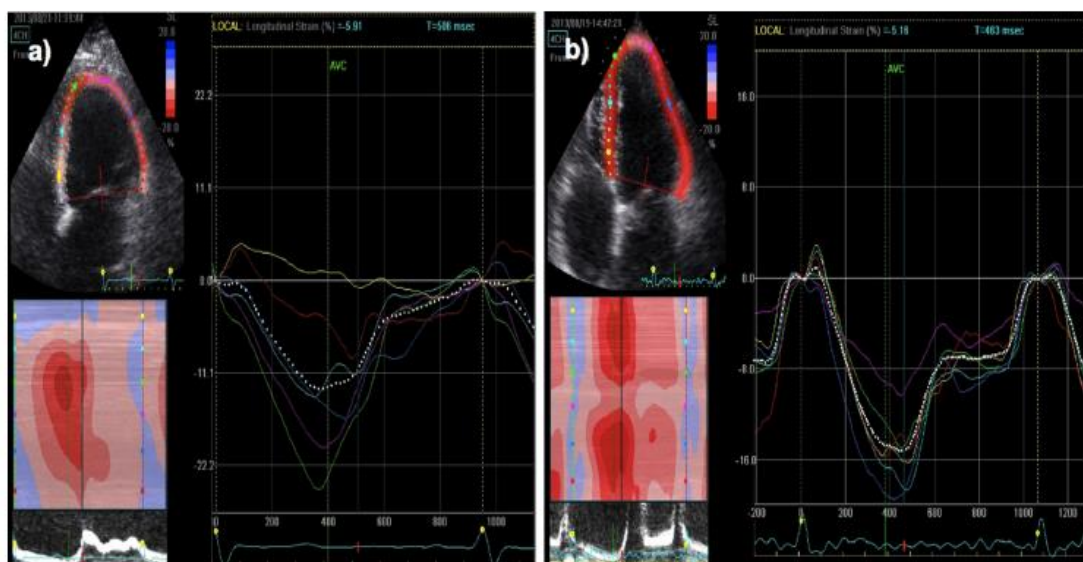 a)
4CH
20.0
-20.0
%
LOCAL: Longitudinal Strain (%) =-5.91
T=506 msec
AVC
22.2
11.1
0.0
-11.1
-22.2
0
200
400
600
800
1000
b)
4CH
SL
20.0
-20.0
%
LOCAL: Longitudinal Strain (%) =-5.16
T=463 msec
AVC
16.0
8.0
0.0
-8.0
-16.0
-200
0
200
400
600
800
1000
1200